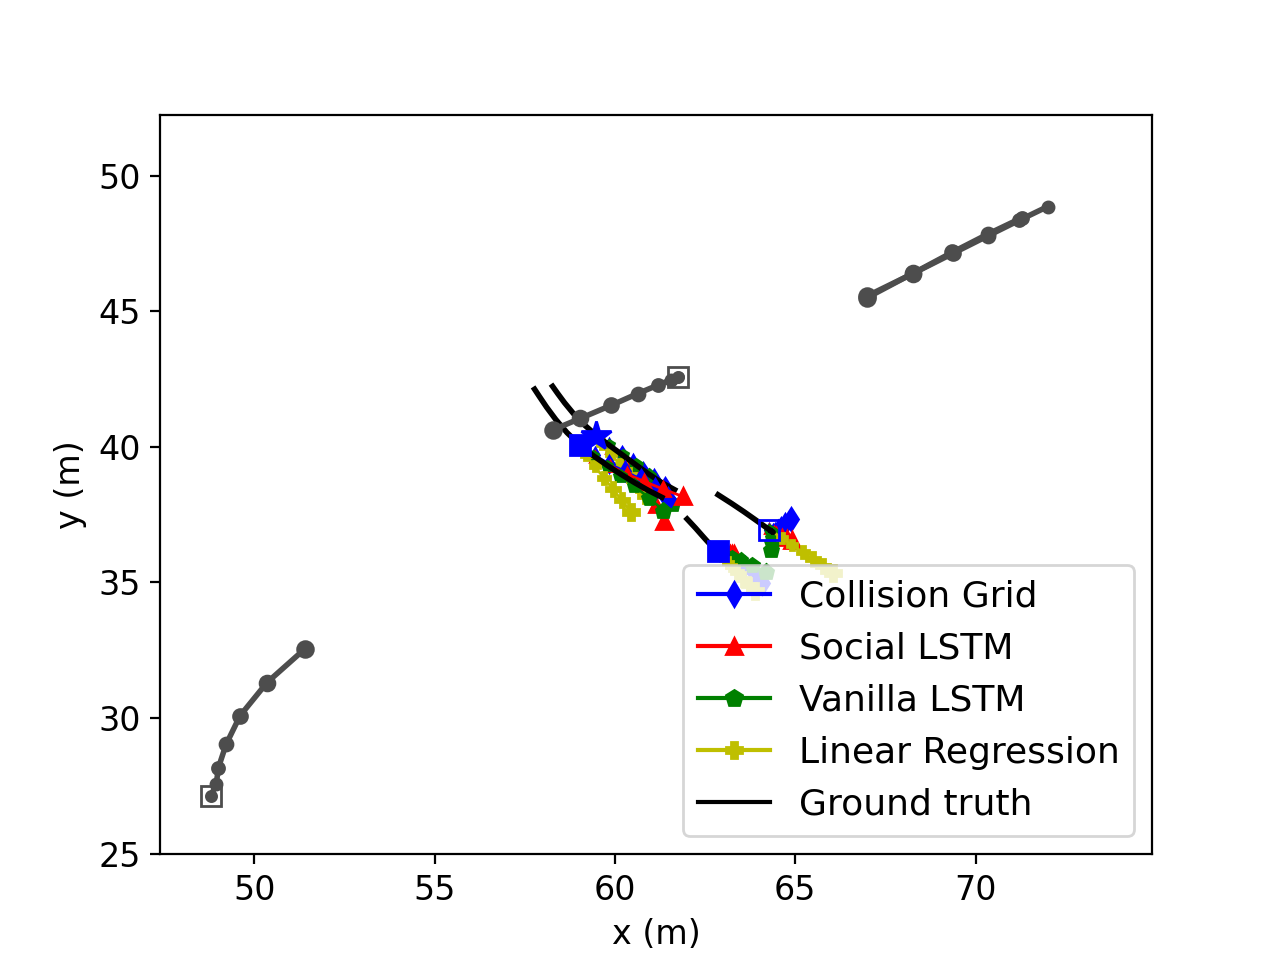 50
45
40
35
30
25
y (m)
50
55
60
65
70
x (m)
Collision Grid
Social LSTM
Vanilla LSTM
Linear Regression
Ground truth